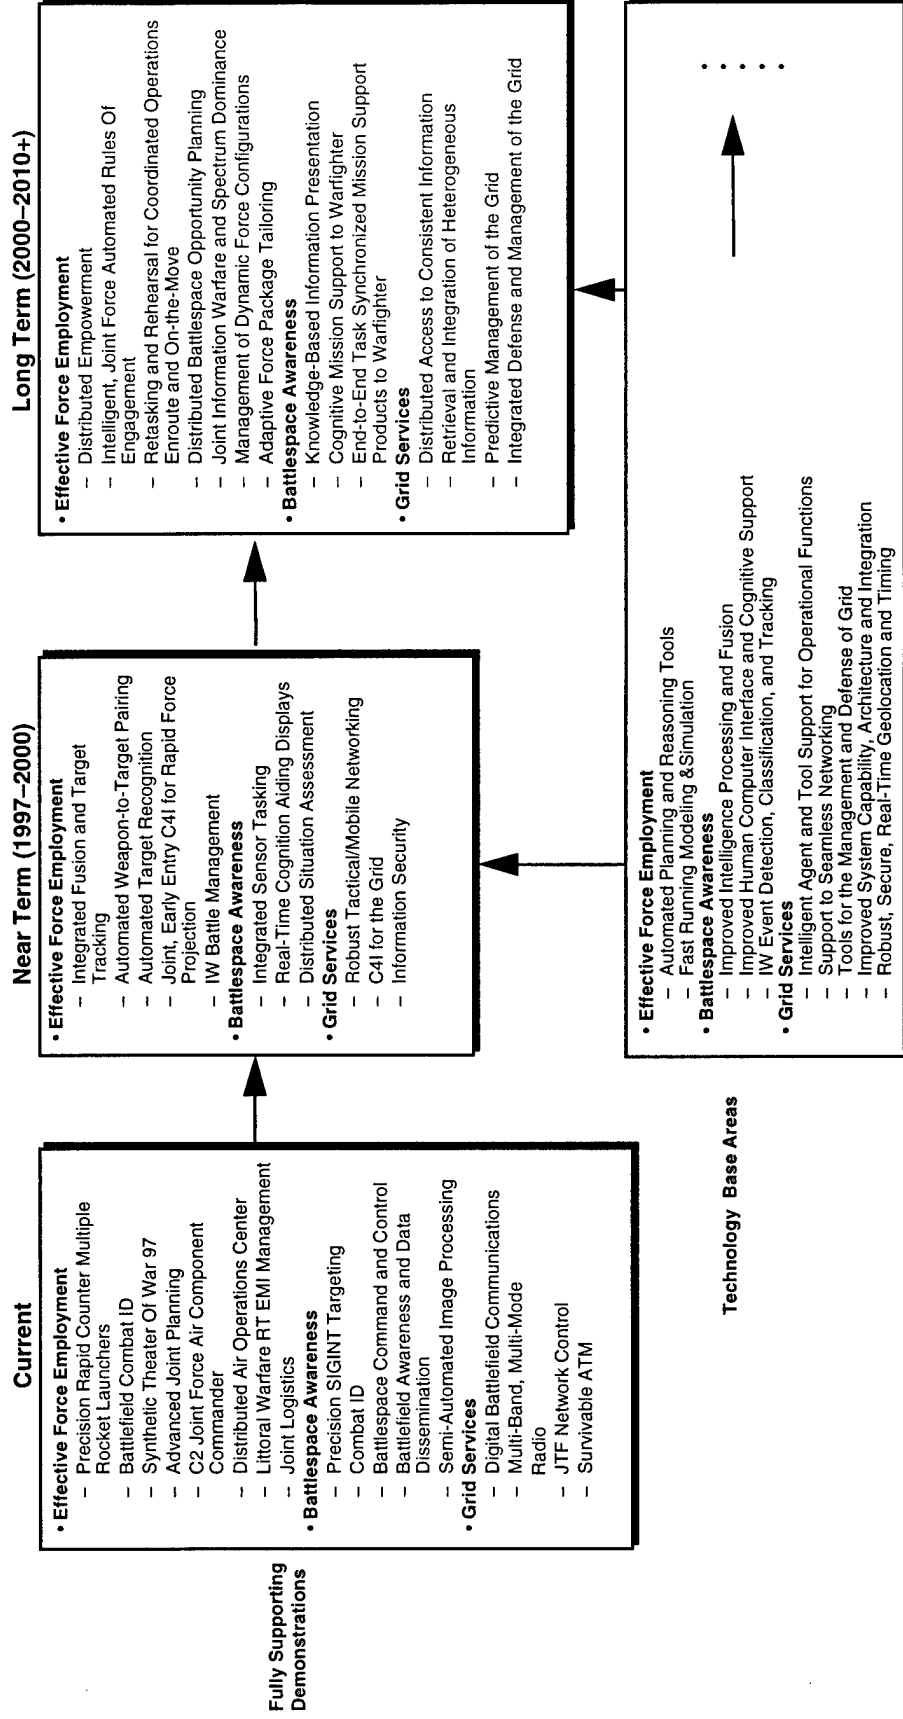 Current
Near Term (1997–2000)
Long Term (2000–2010+)
Fully Supporting
Demonstrations
• Effective Force Employment
– Precision Rapid Counter Multiple
Rocket Launchers
– Battlefield Combat ID
– Synthetic Theater Of War 97
– Advanced Joint Planning
– C2 Joint Force Air Component
Commander
– Distributed Air Operations Center
– Littoral Warfare RT EMI Management
– Joint Logistics
• Battlespace Awareness
– Precision SIGINT Targeting
– Combat ID
– Battlespace Command and Control
– Battlefield Awareness and Data
Dissemination
– Semi-Automated Image Processing
• Grid Services
– Digital Battlefield Communications
– Multi-Band, Multi-Mode
Radio
– JTF Network Control
– Survivable ATM
• Effective Force Employment
– Integrated Fusion and Target
Tracking
– Automated Weapon-to-Target Pairing
– Automated Target Recognition
– Joint, Early Entry C4I for Rapid Force
Projection
– IW Battle Management
• Battlespace Awareness
– Integrated Sensor Tasking
– Real-Time Cognition Aiding Displays
– Distributed Situation Assessment
• Grid Services
– Robust Tactical/Mobile Networking
– C4I for the Grid
– Information Security
• Effective Force Employment
– Distributed Empowerment
– Intelligent, Joint Force Automated Rules Of
Engagement
– Retasking and Rehearsal for Coordinated Operations
Enroute and On-the-Move
– Distributed Battlespace Opportunity Planning
– Joint Information Warfare and Spectrum Dominance
– Management of Dynamic Force Configurations
– Adaptive Force Package Tailoring
• Battlespace Awareness
– Knowledge-Based Information Presentation
– Cognitive Mission Support to Warfighter
– End-to-End Task Synchronized Mission Support
Products to Warfighter
• Grid Services
– Distributed Access to Consistent Information
– Retrieval and Integration of Heterogeneous
Information
– Predictive Management of the Grid
– Integrated Defense and Management of the Grid
Technology Base Areas
• Effective Force Employment
– Automated Planning and Reasoning Tools
– Fast Running Modeling &Simulation
• Battlespace Awareness
– Improved Intelligence Processing and Fusion
– Improved Human Computer Interface and Cognitive Support
– IW Event Detection, Classification, and Tracking
• Grid Services
– Intelligent Agent and Tool Support for Operational Functions
– Support to Seamless Networking
– Tools for the Management and Defense of Grid
– Improved System Capability, Architecture and Integration
– Robust, Secure, Real-Time Geolocation and Timing
. . . . .